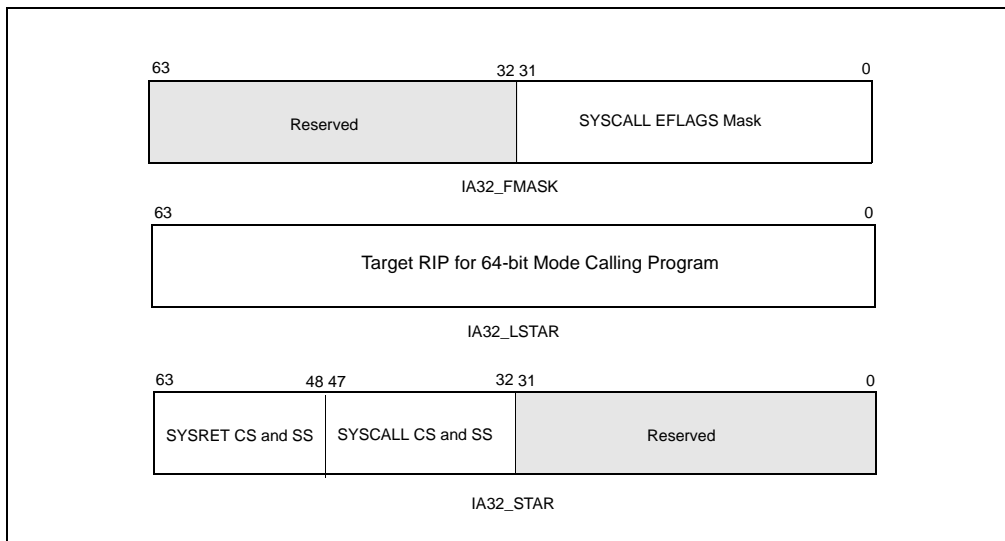 63 32 31 0
Reserved SYSCALL EFLAGS Mask
IA32_FMASK
63 0
Target RIP for 64-bit Mode Calling Program
IA32_LSTAR
63 48 47 32 31 0
SYSRET CS and SS SYSCALL CS and SS Reserved
IA32_STAR